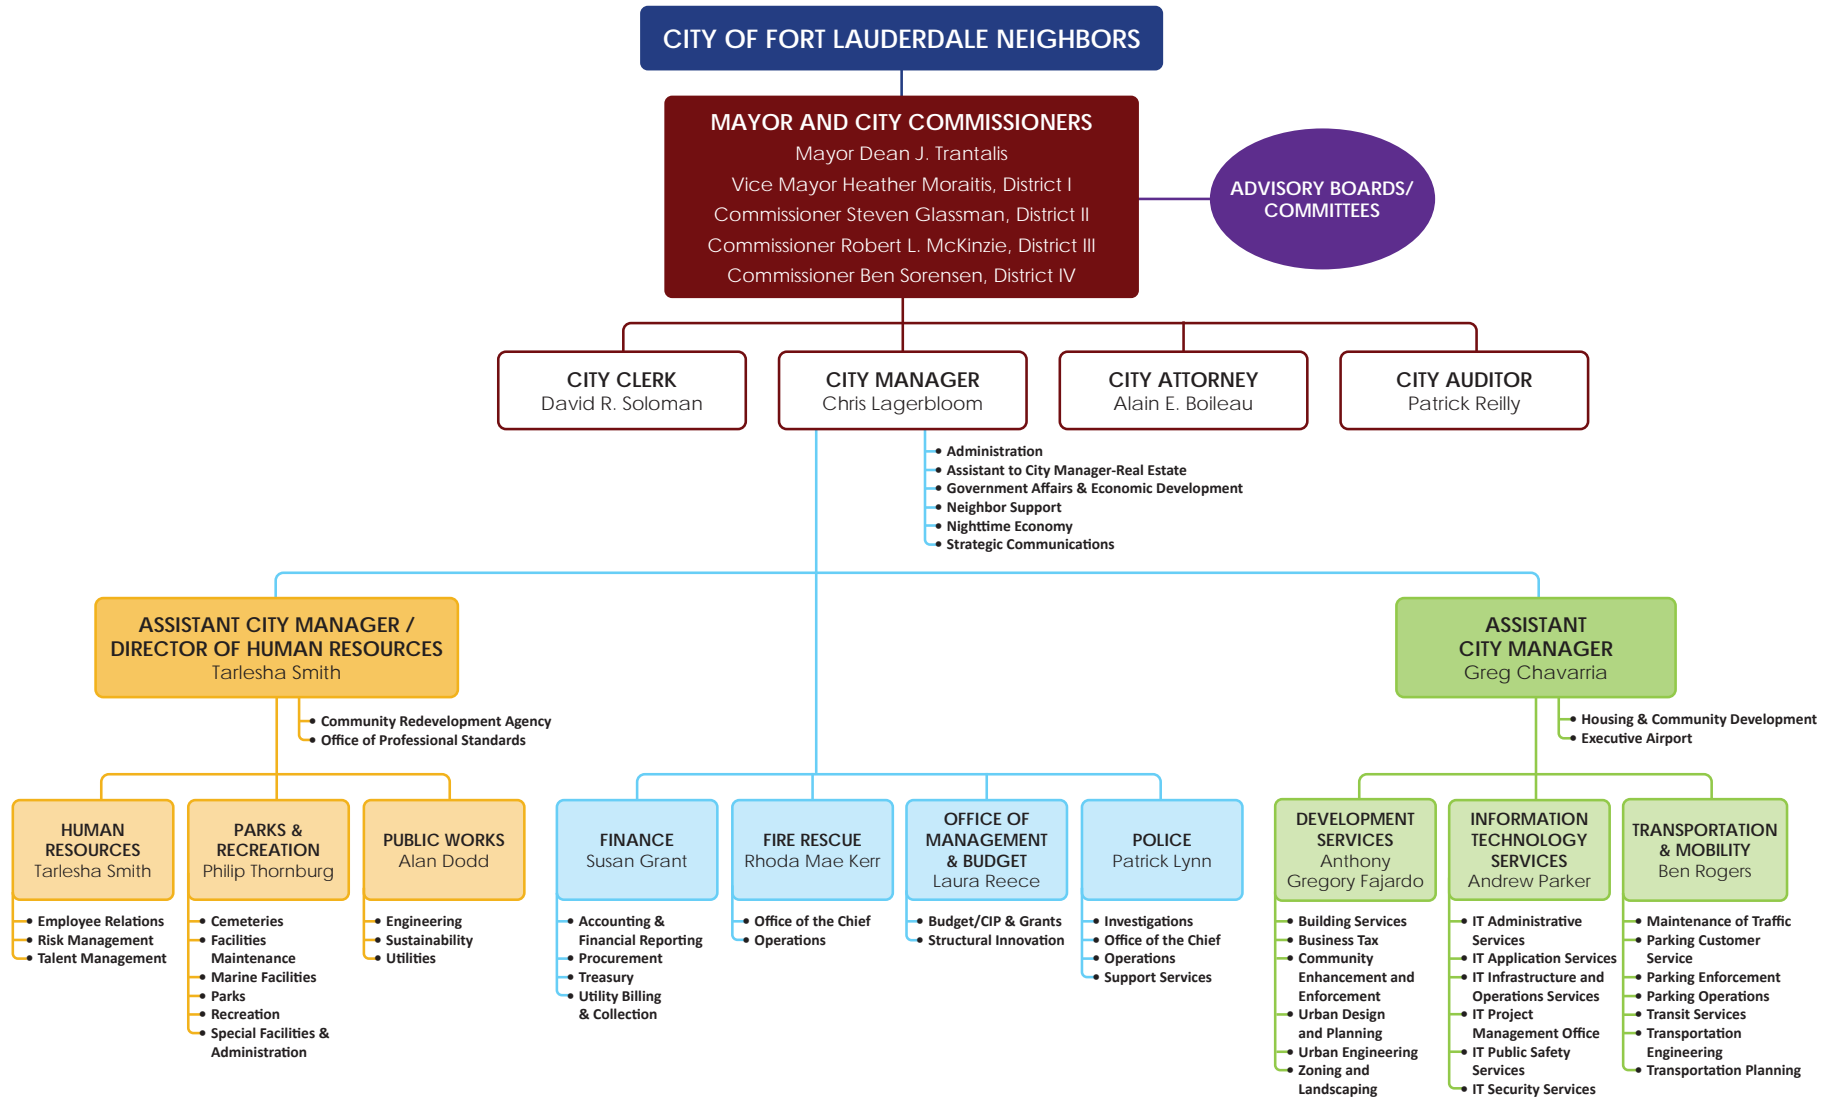 CITY OF FORT LAUDERDALE NEIGHBORS
MAYOR AND CITY COMMISSIONERS
Mayor Dean J. Trantalis
Vice Mayor Heather Moraitis, District I
Commissioner Steven Glassman, District II
Commissioner Robert L. McKinzie, District III
Commissioner Ben Sorensen, District IV
ADVISORY BOARDS/
COMMITTEES
CITY CLERK
David R. Soloman
CITY MANAGER
Chris Lagerbloom
CITY ATTORNEY
Alain E. Boileau
CITY AUDITOR
Patrick Reilly
• Administration
• Assistant to City Manager-Real Estate
• Government Affairs & Economic Development
• Neighbor Support
• Nighttime Economy
• Strategic Communications
ASSISTANT CITY MANAGER /
DIRECTOR OF HUMAN RESOURCES
Tarlesha Smith
• Community Redevelopment Agency
• Office of Professional Standards
ASSISTANT
CITY MANAGER
Greg Chavarria
• Housing & Community Development
• Executive Airport
HUMAN
RESOURCES
Tarlesha Smith
• Employee Relations
• Risk Management
• Talent Management
PARKS &
RECREATION
Philip Thornburg
• Cemeteries
• Facilities
Maintenance
• Marine Facilities
• Parks
• Recreation
• Special Facilities &
Administration
PUBLIC WORKS
Alan Dodd
• Engineering
• Sustainability
• Utilities
FINANCE
Susan Grant
• Accounting &
Financial Reporting
• Procurement
• Treasury
• Utility Billing
& Collection
FIRE RESCUE
Rhoda Mae Kerr
• Office of the Chief
• Operations
OFFICE OF
MANAGEMENT
& BUDGET
Laura Reece
• Budget/CIP & Grants
• Structural Innovation
POLICE
Patrick Lynn
• Investigations
• Office of the Chief
• Operations
• Support Services
DEVELOPMENT
SERVICES
Anthony
Gregory Fajardo
• Building Services
• Business Tax
• Community
Enhancement and
Enforcement
• Urban Design
and Planning
• Urban Engineering
• Zoning and
Landscaping
INFORMATION
TECHNOLOGY
SERVICES
Andrew Parker
• IT Administrative
Services
• IT Application Services
• IT Infrastructure and
Operations Services
• IT Project
Management Office
• IT Public Safety
Services
• IT Security Services
TRANSPORTATION
& MOBILITY
Ben Rogers
• Maintenance of Traffic
• Parking Customer
Service
• Parking Enforcement
• Parking Operations
• Transit Services
• Transportation
Engineering
• Transportation Planning